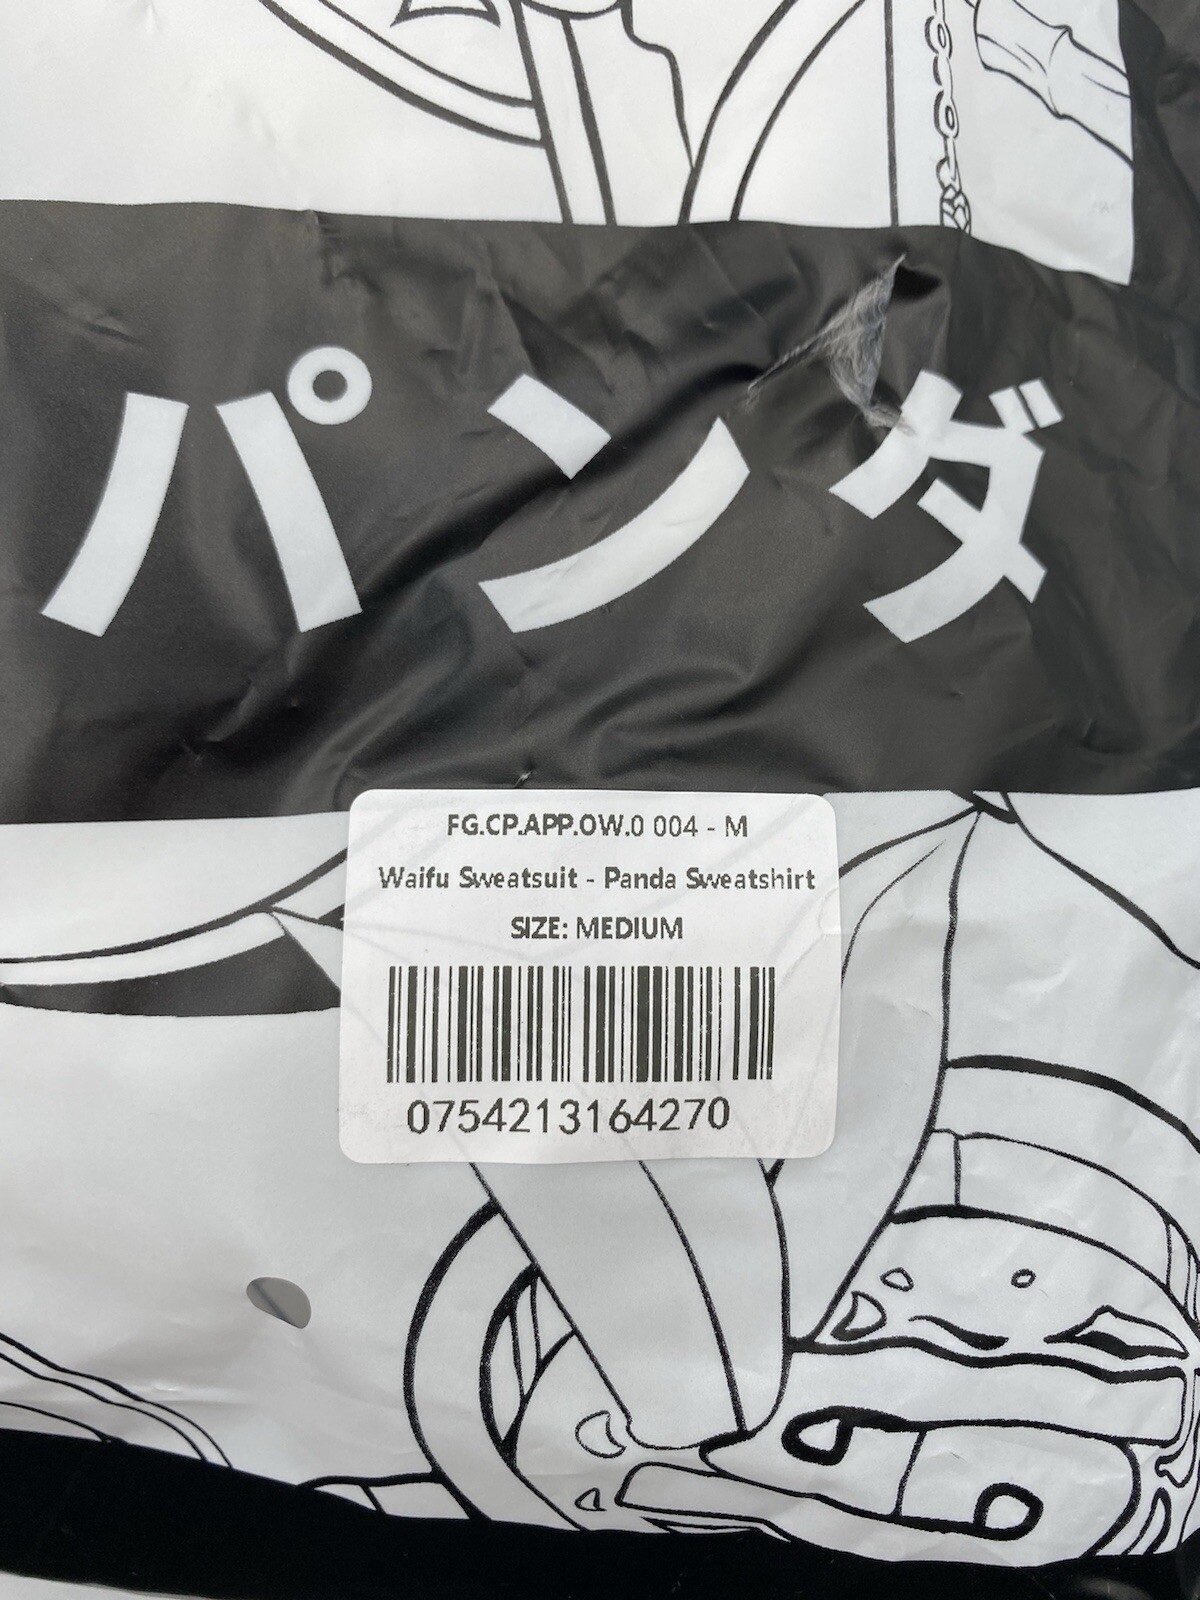 パンダ
FG.CP.APP.OW.0 004 - M
Waifu Sweatsuit - Panda Sweatshirt
SIZE: MEDIUM
0754213164270